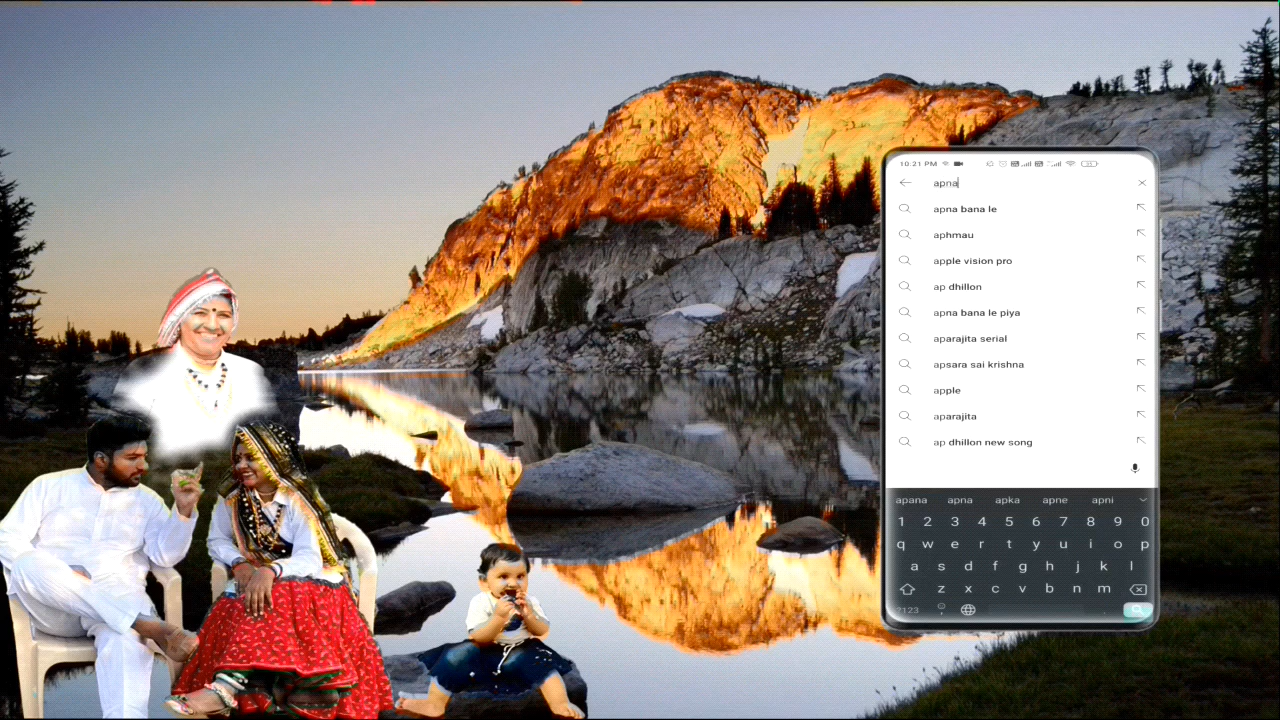 10:21 PM
apna
apna bana le
aphmau
apple vision pro
ap dhillon
apna bana le piya
aparajita serial
apsara sai krishna
apple
aparajita
ap dhillon new song
apana apna apka apne apni
1 2 3 4 5 6 7 8 9 0
q w e r t y u i o p
a s d f g h j k l
z x c v b n m
?123 , .